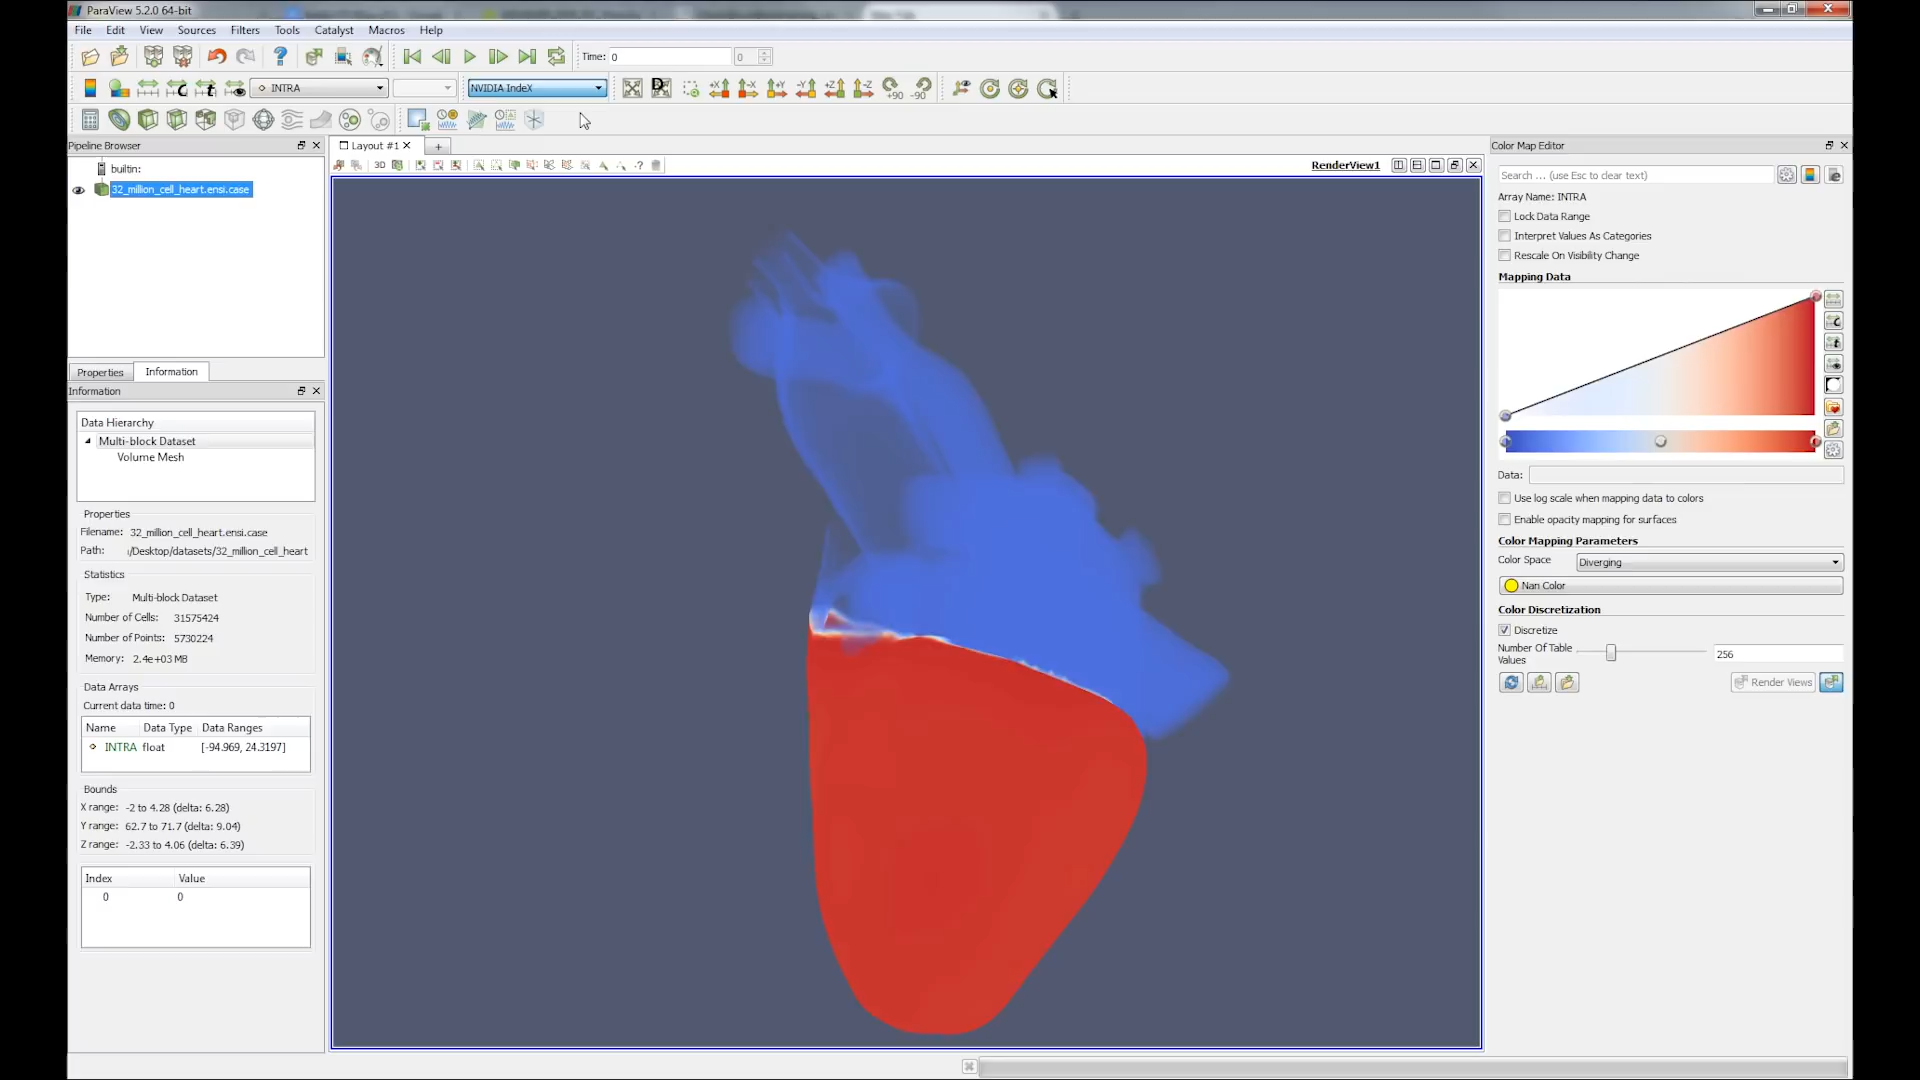 ParaView 5.2.0 64-bit
File Edit View Sources Filters Tools Catalyst Macros Help
Time: 0 0
INTRA NVIDIA IndeX +X -X +Y -Y +Z -Z +90 -90
Pipeline Browser
builtin:
32_million_cell_heart.ensi.case
Properties Information
Information
Data Hierarchy
Multi-block Dataset
Volume Mesh
Properties
Filename: 32_million_cell_heart.ensi.case
Path: ı/Desktop/datasets/32_million_cell_heart
Statistics
Type: Multi-block Dataset
Number of Cells: 31575424
Number of Points: 5730224
Memory: 2.4e+03 MB
Data Arrays
Current data time: 0
Name Data Type Data Ranges
INTRA float [-94.969, 24.3197]
Bounds
X range: -2 to 4.28 (delta: 6.28)
Y range: 62.7 to 71.7 (delta: 9.04)
Z range: -2.33 to 4.06 (delta: 6.39)
Index Value
0 0
Layout #1
3D
RenderView1
Color Map Editor
Search ... (use Esc to clear text)
Array Name: INTRA
Lock Data Range
Interpret Values As Categories
Rescale On Visibility Change
Mapping Data
Data:
Use log scale when mapping data to colors
Enable opacity mapping for surfaces
Color Mapping Parameters
Color Space Diverging
Nan Color
Color Discretization
Discretize
Number Of Table
Values
256
Render Views